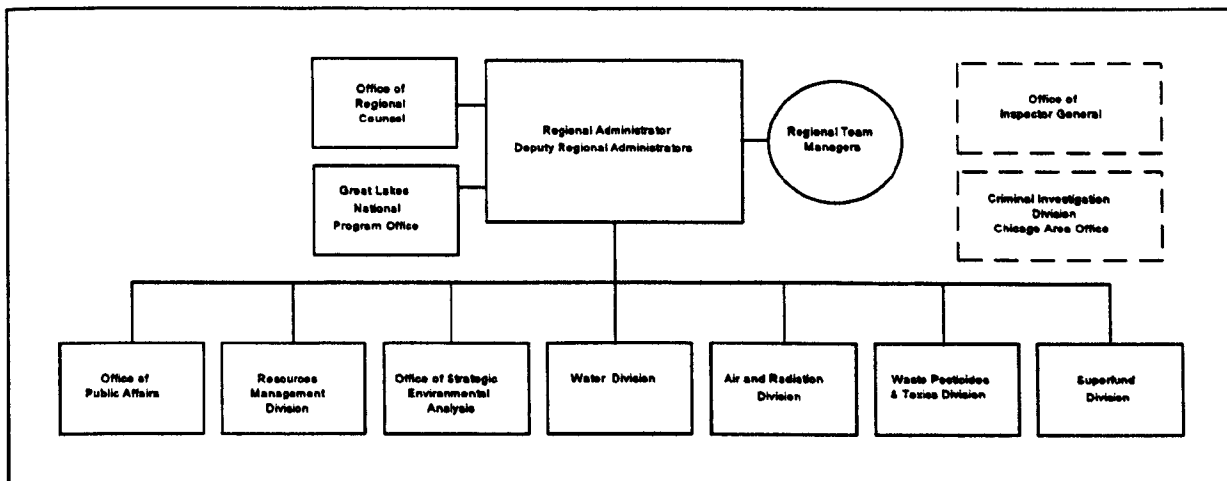 Office of
Regional
Counsel
Regional Administrator
Deputy Regional Administrators
Regional Team
Managers
Office of
Inspector General
Great Lakes
National
Program Office
Criminal Investigation
Division
Chicago Area Office
Office of
Public Affairs
Resources
Management
Division
Office of Strategic
Environmental
Analysis
Water Division
Air and Radiation
Division
Waste Pesticides
& Toxics Division
Superfund
Division